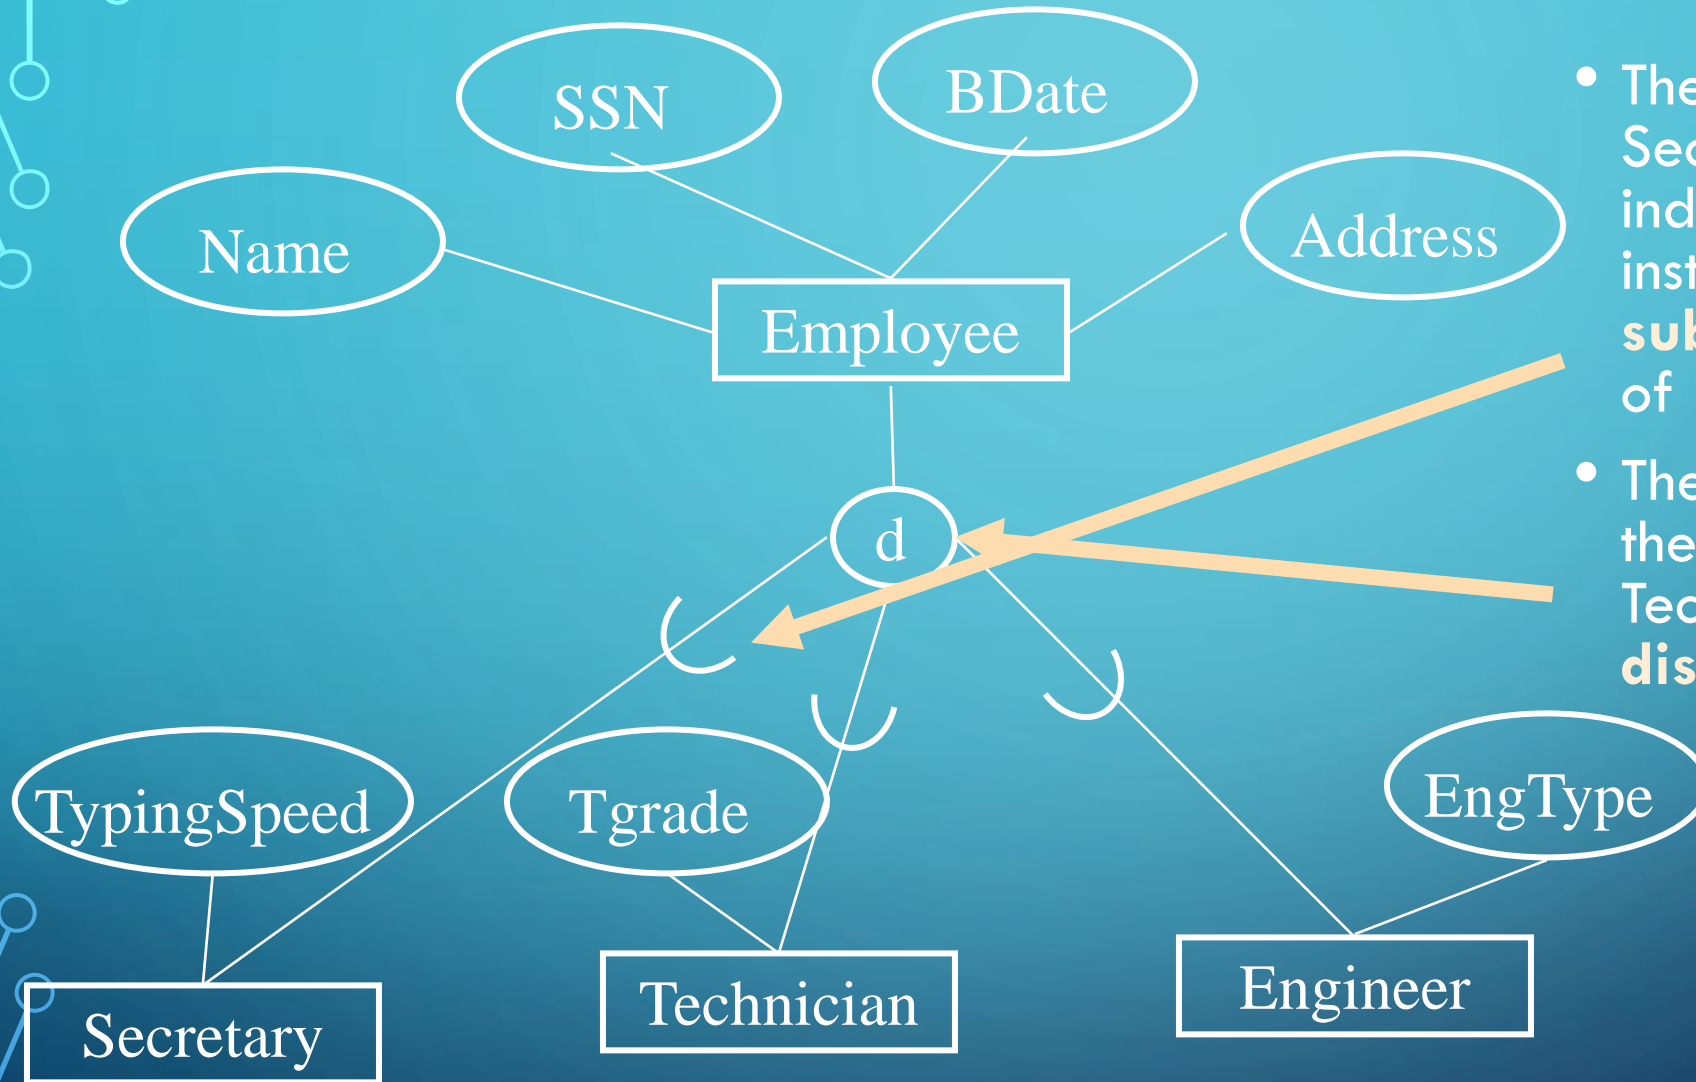 SSN
BDate
Name
Address
Employee
d
TypingSpeed
Tgrade
EngType
Secretary
Technician
Engineer
• The
of
• The
the